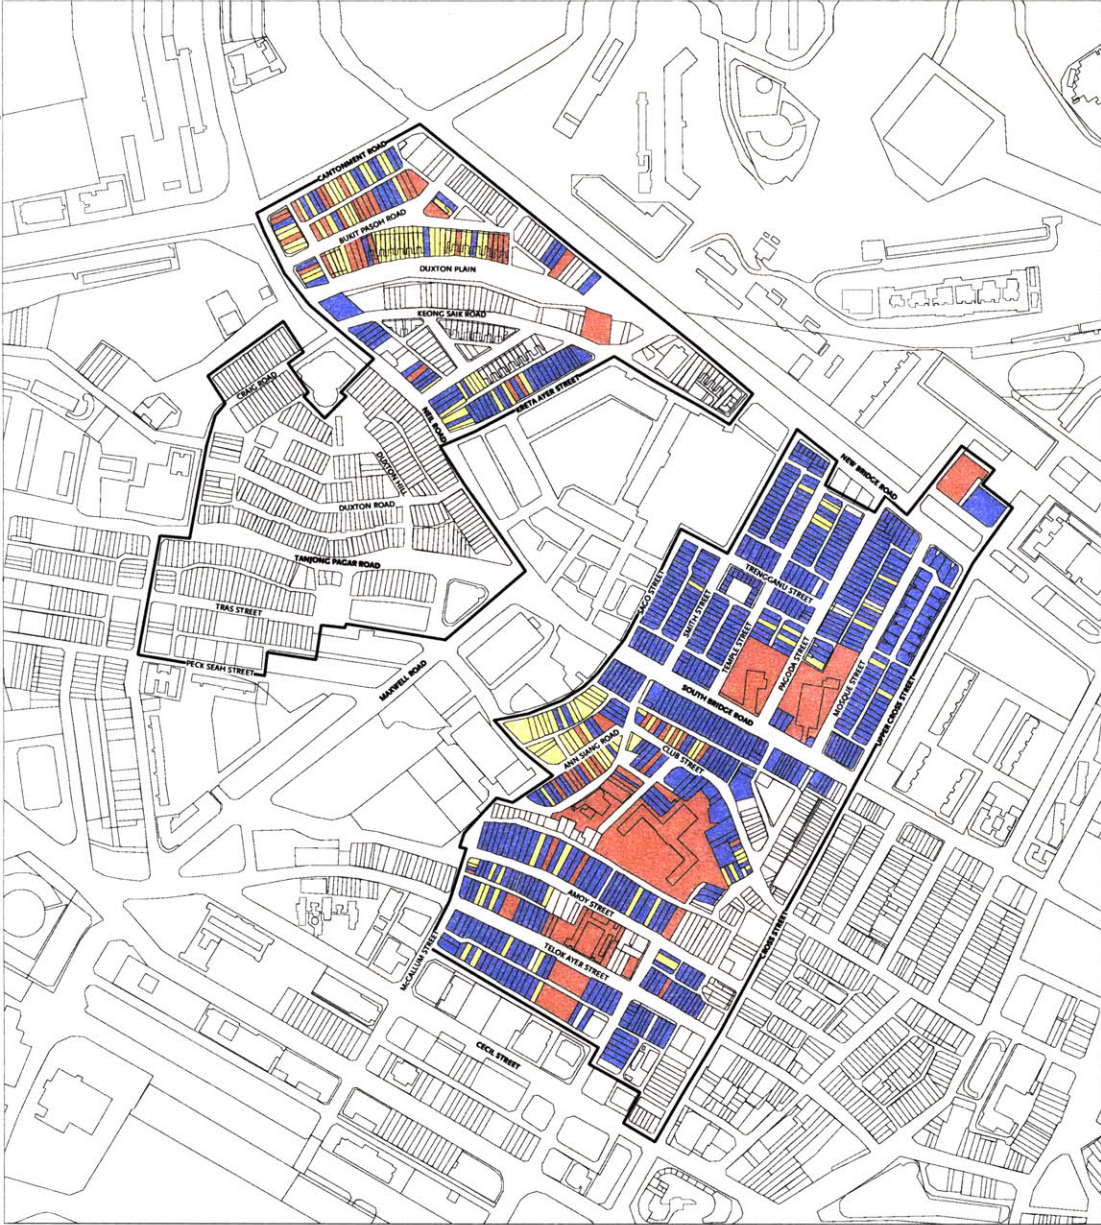 CANTONMENT ROAD
BUKIT PASOH ROAD
DUXTON PLAIN
KEONG SAIK ROAD
CRAIG ROAD
KRETA AYER STREET
NEIL ROAD
DUXTON HILL
DUXTON ROAD
NEW BRIDGE ROAD
TANJONG PAGAR ROAD
TRENGGANU STREET
SAGO STREET
SMITH STREET
TRAS STREET
TEMPLE STREET
PAGODA STREET
PECK SEAH STREET
MAXWELL ROAD
MOSQUE STREET
UPPER CROSS STREET
SOUTH BRIDGE ROAD
ANN SIANG ROAD
CLUB STREET
AMOY STREET
CROSS STREET
McCALLUM STREET
TELOK AYER STREET
CECIL STREET